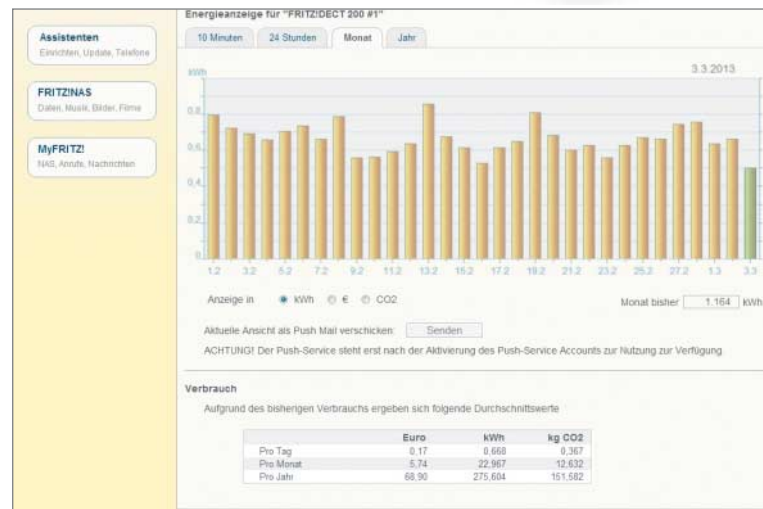 Energieanzeige für "FRITZ!DECT 200 #1"
Assistenten
Einrichten, Update, Telefone
FRITZ!NAS
Daten, Musik, Bilder, Filme
MyFRITZ!
NAS, Anrufe, Nachrichten
10 Minuten 24 Stunden Monat Jahr
kWh 3.3.2013
0,8
0,6
0,4
0,2
0
1.2 3.2 5.2 7.2 9.2 11.2 13.2 15.2 17.2 19.2 21.2 23.2 25.2 27.2 1.3 3.3
Anzeige in kWh € CO2 Monat bisher 1.164 kWh
Aktuelle Ansicht als Push Mail verschicken: Senden
ACHTUNG! Der Push-Service steht erst nach der Aktivierung des Push-Service Accounts zur Nutzung zur Verfügung.
Verbrauch
Aufgrund des bisherigen Verbrauchs ergeben sich folgende Durchschnittswerte
Euro kWh kg CO2
Pro Tag 0,17 0,668 0,367
Pro Monat 5,74 22,967 12,632
Pro Jahr 68,90 275,604 151,582